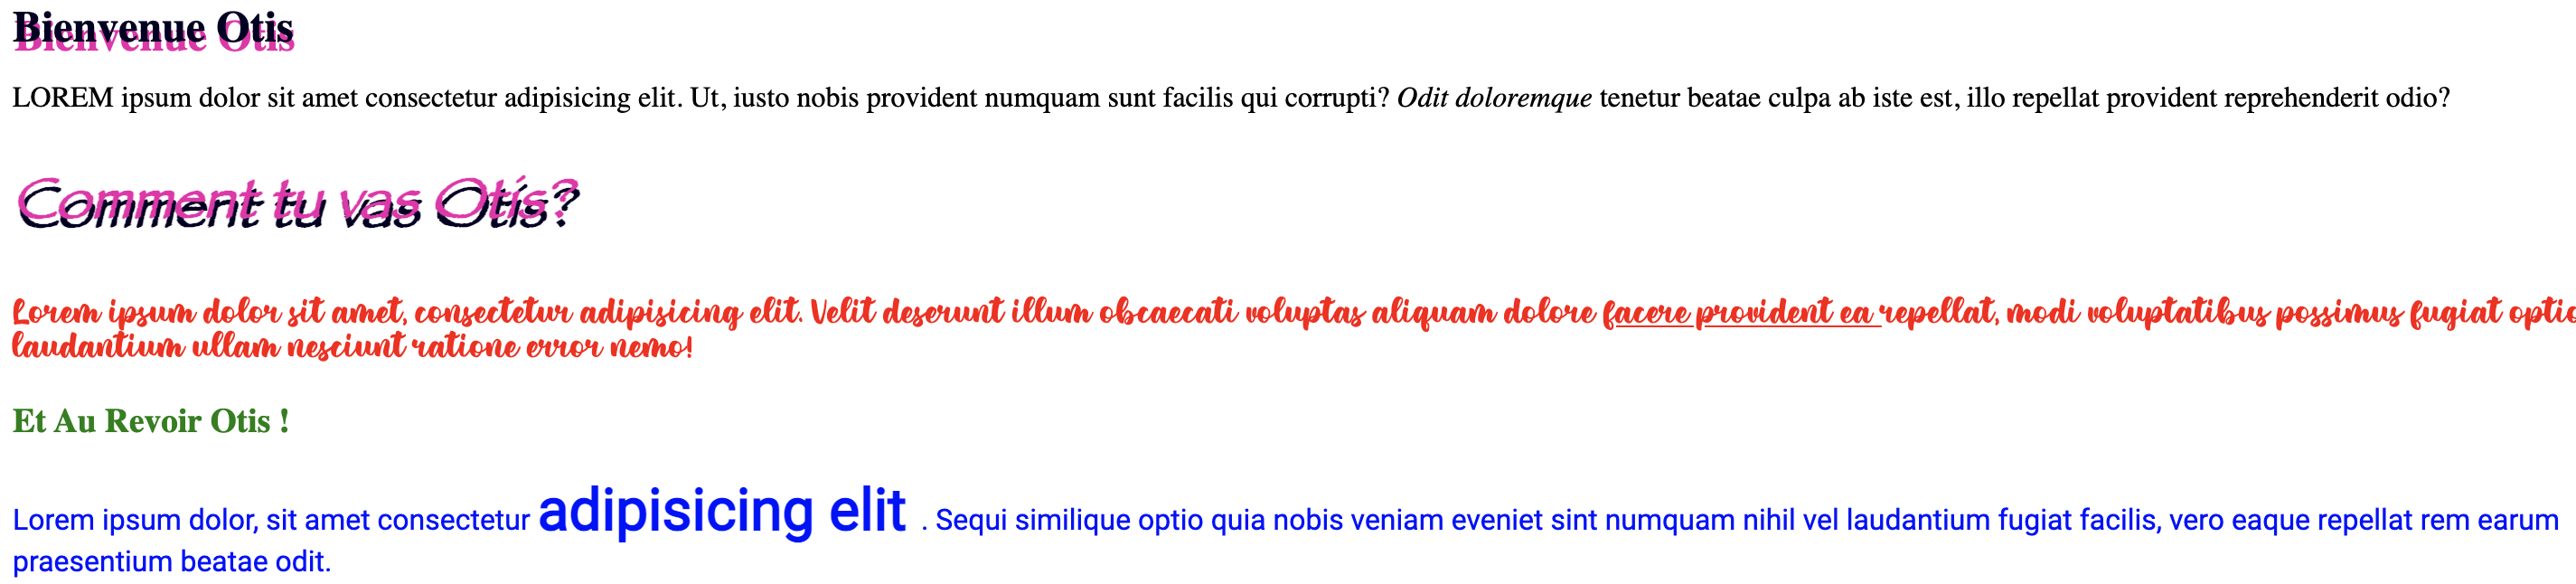 Bienvenue Otis
LOREM ipsum dolor sit amet consectetur adipisicing elit. Ut, iusto nobis provident numquam sunt facilis qui corrupti? Odit doloremque tenetur beatae culpa ab iste est, illo repellat provident reprehenderit odio?
Comment tu vas Otis?
Lorem ipsum dolor sit amet, consectetur adipisicing elit. Velit deserunt illum obcaecati voluptas aliquam dolore facere provident ea repellat, modi voluptatibus possimus fugiat optio
laudantium ullam nesciunt ratione error nemo!
Et Au Revoir Otis !
Lorem ipsum dolor, sit amet consectetur adipisicing elit . Sequi similique optio quia nobis veniam eveniet sint numquam nihil vel laudantium fugiat facilis, vero eaque repellat rem earum
praesentium beatae odit.